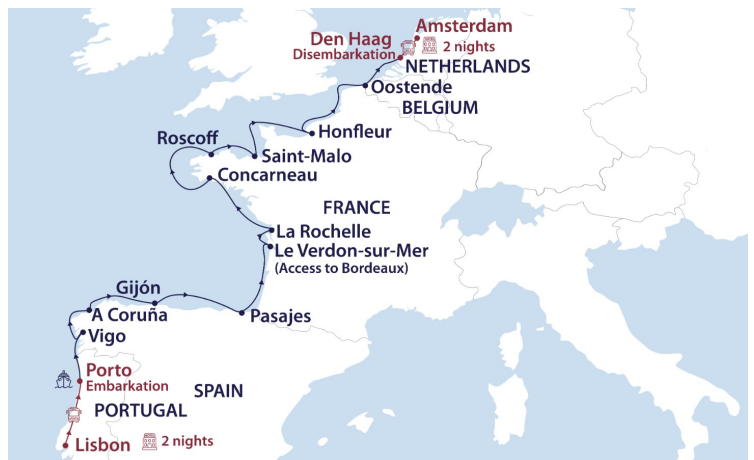 Amsterdam
2 nights
Den Haag
Disembarkation
NETHERLANDS
Oostende
BELGIUM
Honfleur
Roscoff
Saint-Malo
Concarneau
FRANCE
La Rochelle
Le Verdon-sur-Mer
(Access to Bordeaux)
Gijón
A Coruña
Pasajes
Vigo
Porto
Embarkation
SPAIN
PORTUGAL
Lisbon
2 nights